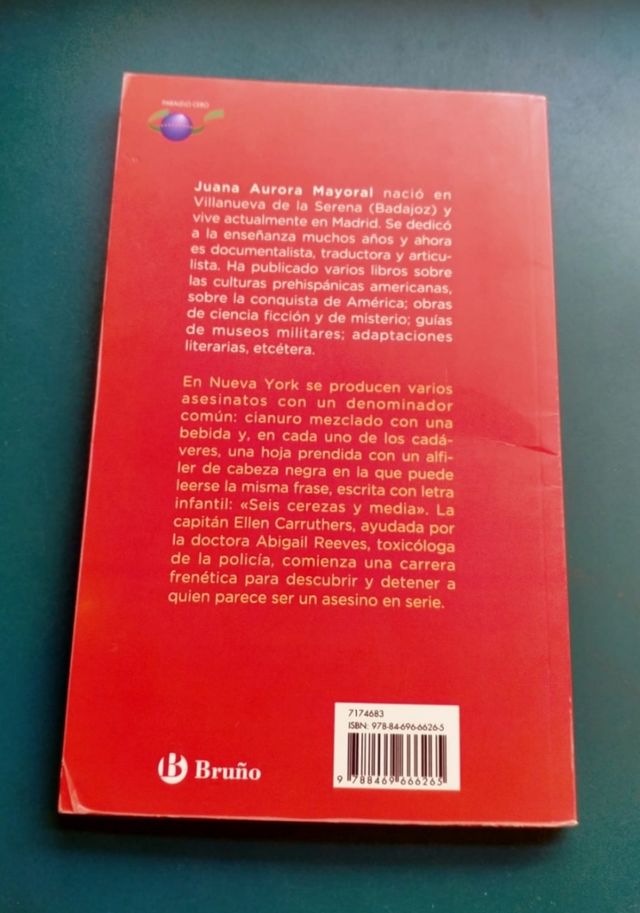 PARALELO CERO
Juana Aurora Mayoral nació en
Villanueva de la Serena (Badajoz) y
vive actualmente en Madrid. Se dedicó
a la enseñanza muchos años y ahora
es documentalista, traductora y articu-
lista. Ha publicado varios libros sobre
las culturas prehispánicas americanas,
sobre la conquista de América; obras
de ciencia ficción y de misterio; guías
de museos militares; adaptaciones
literarias, etcétera.
En Nueva York se producen varios
asesinatos con un denominador
común: cianuro mezclado con una
bebida y, en cada uno de los cadá-
veres, una hoja prendida con un alfi-
ler de cabeza negra en la que puede
leerse la misma frase, escrita con letra
infantil: «Seis cerezas y media». La
capitán Ellen Carruthers, ayudada por
la doctora Abigail Reeves, toxicóloga
de la policía, comienza una carrera
frenética para descubrir y detener a
quien parece ser un asesino en serie.
7174683
ISBN: 978-84-696-6626-5
9 788469 666265
B Bruño